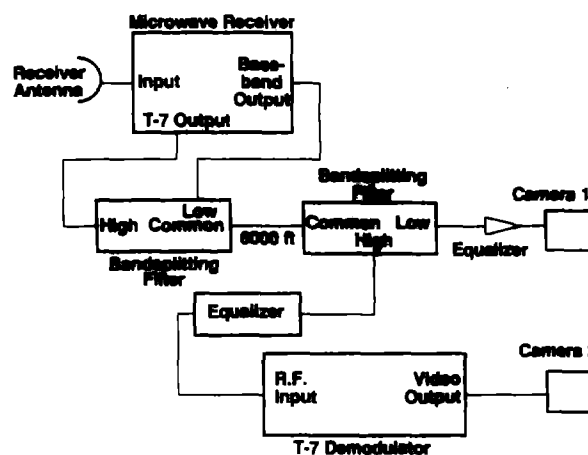 Microwave Receiver
Receiver
Antenna
Input
Base-
band
Output
T-7 Output
High
Low
Common
Bandsplitting
Filter
6000 ft
Bandsplitting
Filter
Common
Low
High
Equalizer
Camera 1
Equalizer
R.F.
Input
Video
Output
T-7 Demodulator
Camera